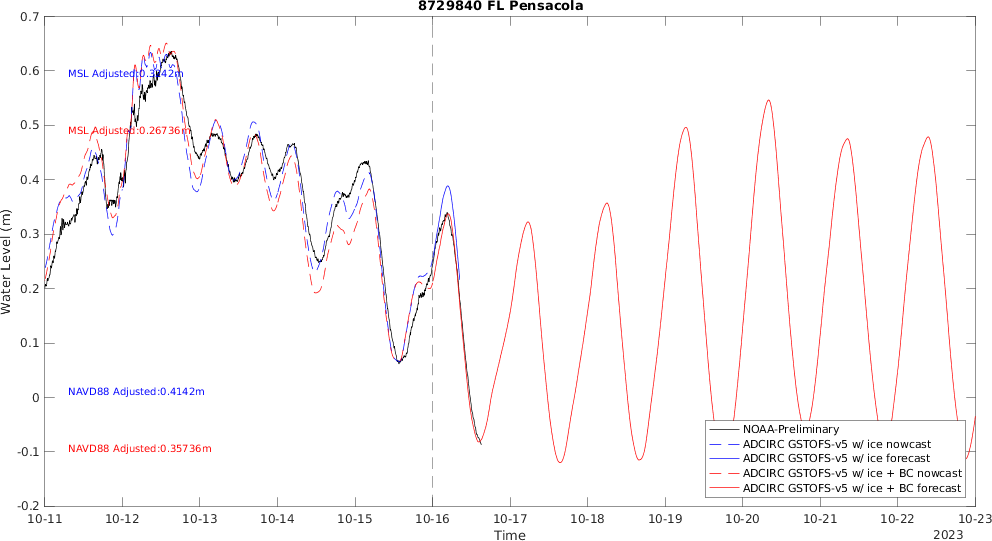 8729840 FL Pensacola
0.7
0.6
0.5
0.4
0.3
0.2
0.1
0
-0.1
-0.2
Water Level (m)
MSL Adjusted:0.3242m
MSL Adjusted:0.26736m
NAVD88 Adjusted:0.4142m
NAVD88 Adjusted:0.35736m
NOAA-Preliminary
ADCIRC GSTOFS-v5 w/ ice nowcast
ADCIRC GSTOFS-v5 w/ ice forecast
ADCIRC GSTOFS-v5 w/ ice + BC nowcast
ADCIRC GSTOFS-v5 w/ ice + BC forecast
10-11 10-12 10-13 10-14 10-15 10-16 10-17 10-18 10-19 10-20 10-21 10-22 10-23
Time
2023